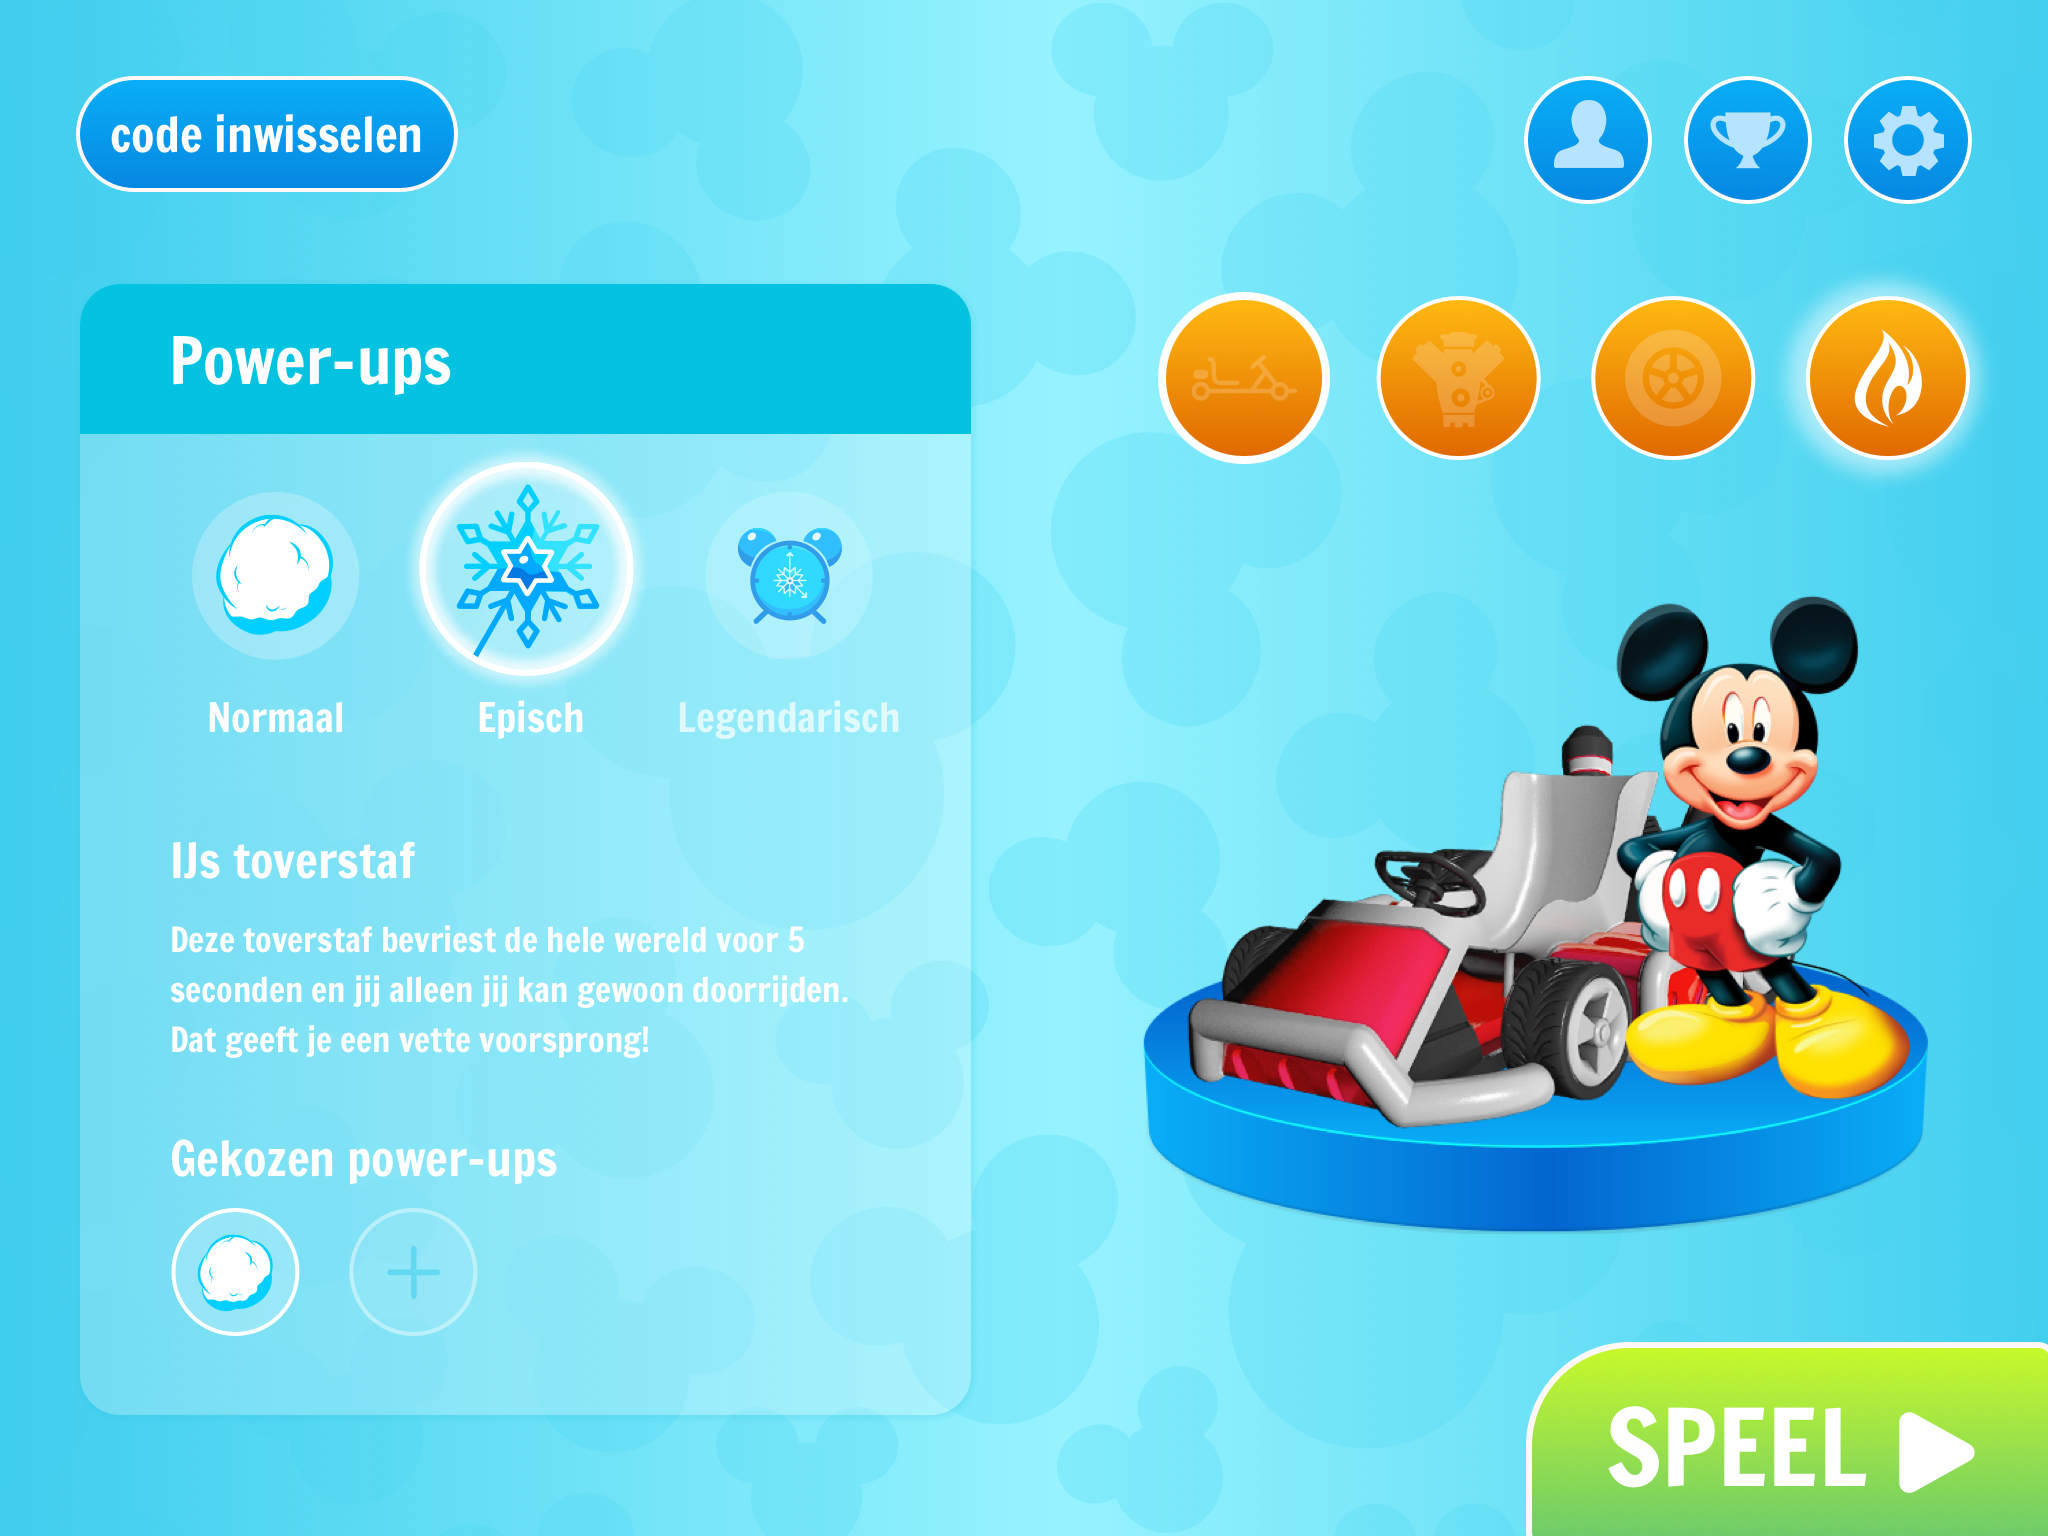 code inwisselen
Power-ups
Normaal
Episch
Legendarisch
IJs toverstaf
Deze toverstaf bevriest de hele wereld voor 5
seconden en jij alleen jij kan gewoon doorrijden.
Dat geeft je een vette voorsprong!
Gekozen power-ups
SPEEL